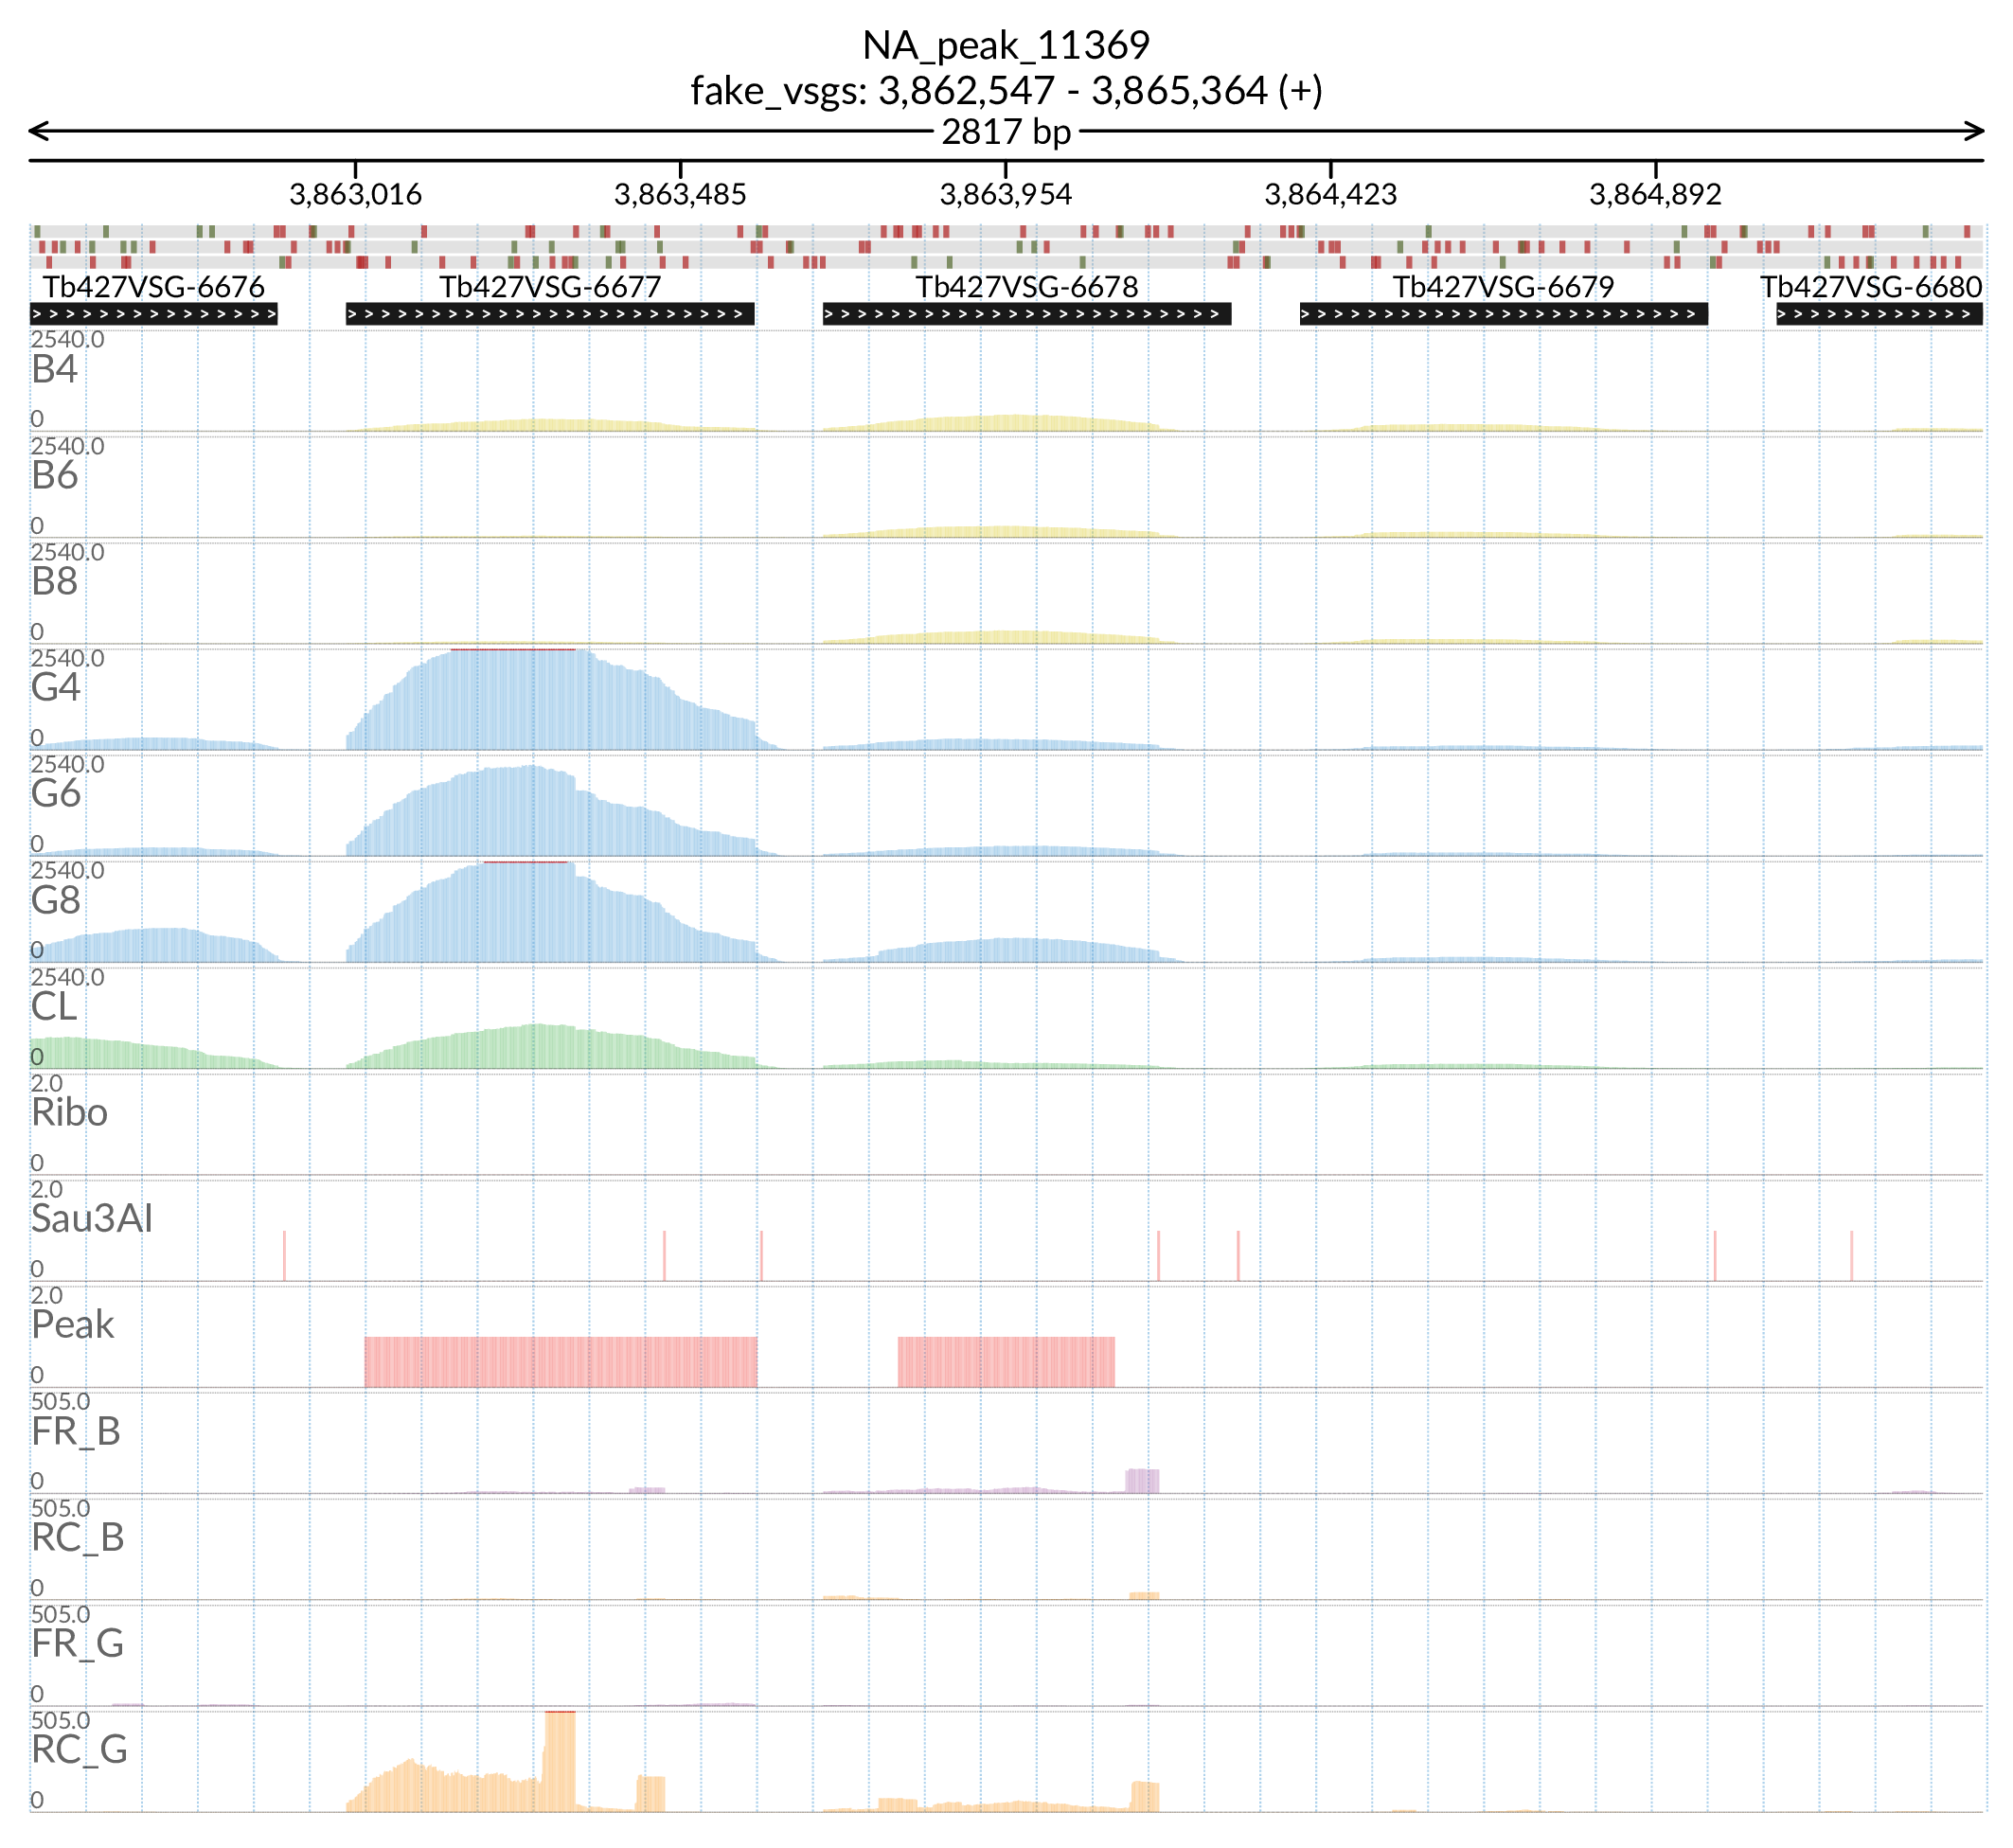 NA_peak_11369
fake_vsgs: 3,862,547 - 3,865,364 (+)
2817 bp
3,863,016 3,863,485 3,863,954 3,864,423 3,864,892
Tb427VSG-6676 Tb427VSG-6677 Tb427VSG-6678 Tb427VSG-6679 Tb427VSG-6680
2540.0
B4
0
2540.0
B6
0
2540.0
B8
0
2540.0
G4
0
2540.0
G6
0
2540.0
G8
0
2540.0
CL
0
2.0
Ribo
0
2.0
Sau3AI
0
2.0
Peak
0
505.0
FR_B
0
505.0
RC_B
0
505.0
FR_G
0
505.0
RC_G
0